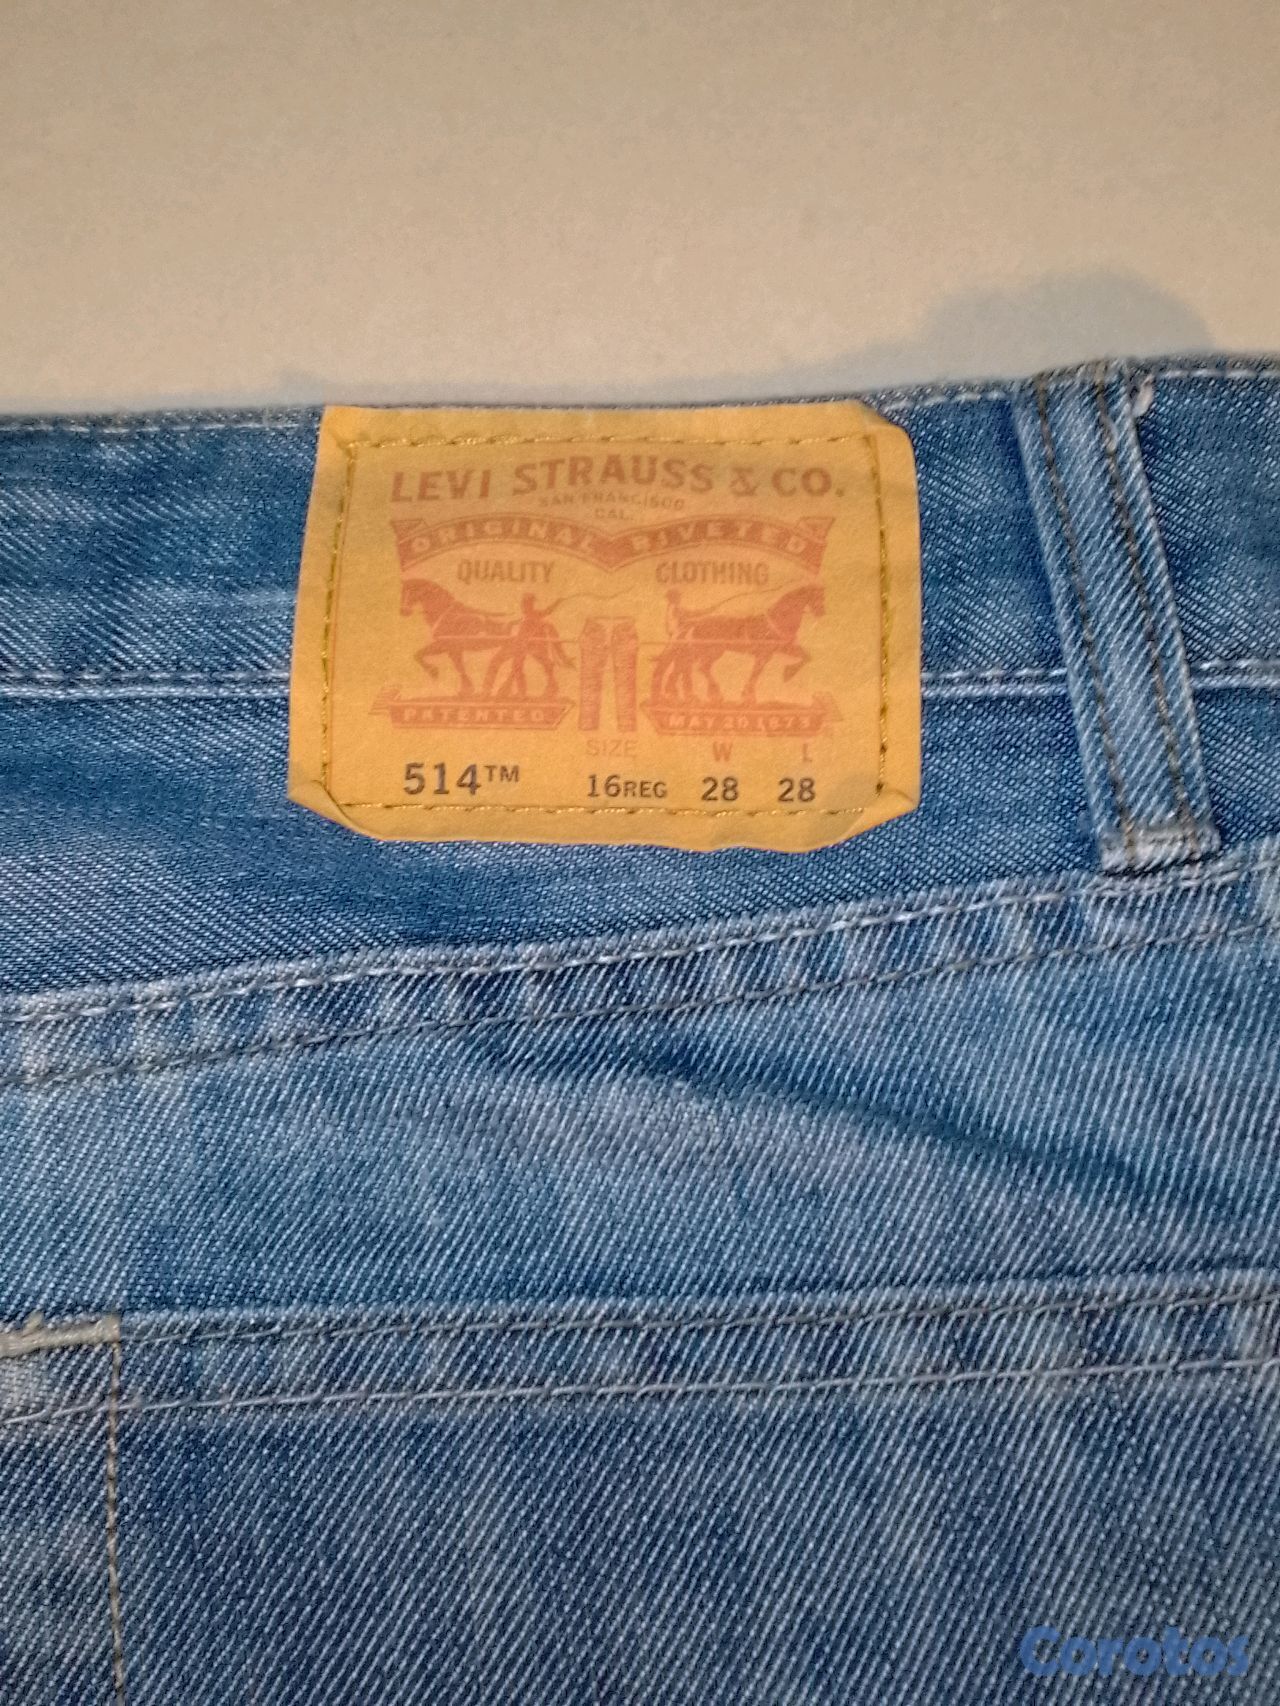 LEVI STRAUSS & CO.
SAN FRANCISCO
CAL.
ORIGINAL RIVETED
QUALITY CLOTHING
PATENTED MAY 20 1873
SIZE W L
514™ 16REG 28 28
Corotos